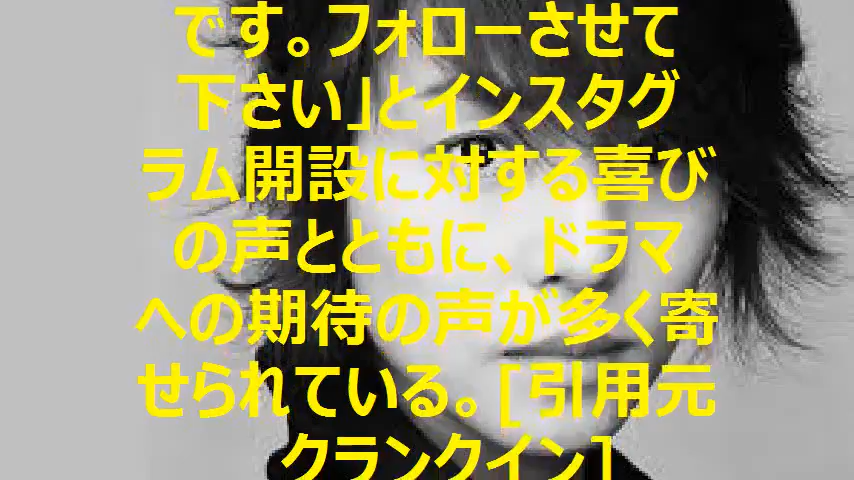 です。フォローさせて
下さい」とインスタグ
ラム開設に対する喜び
の声とともに、ドラマ
への期待の声が多く寄
せられている。[引用元
クランクイン]